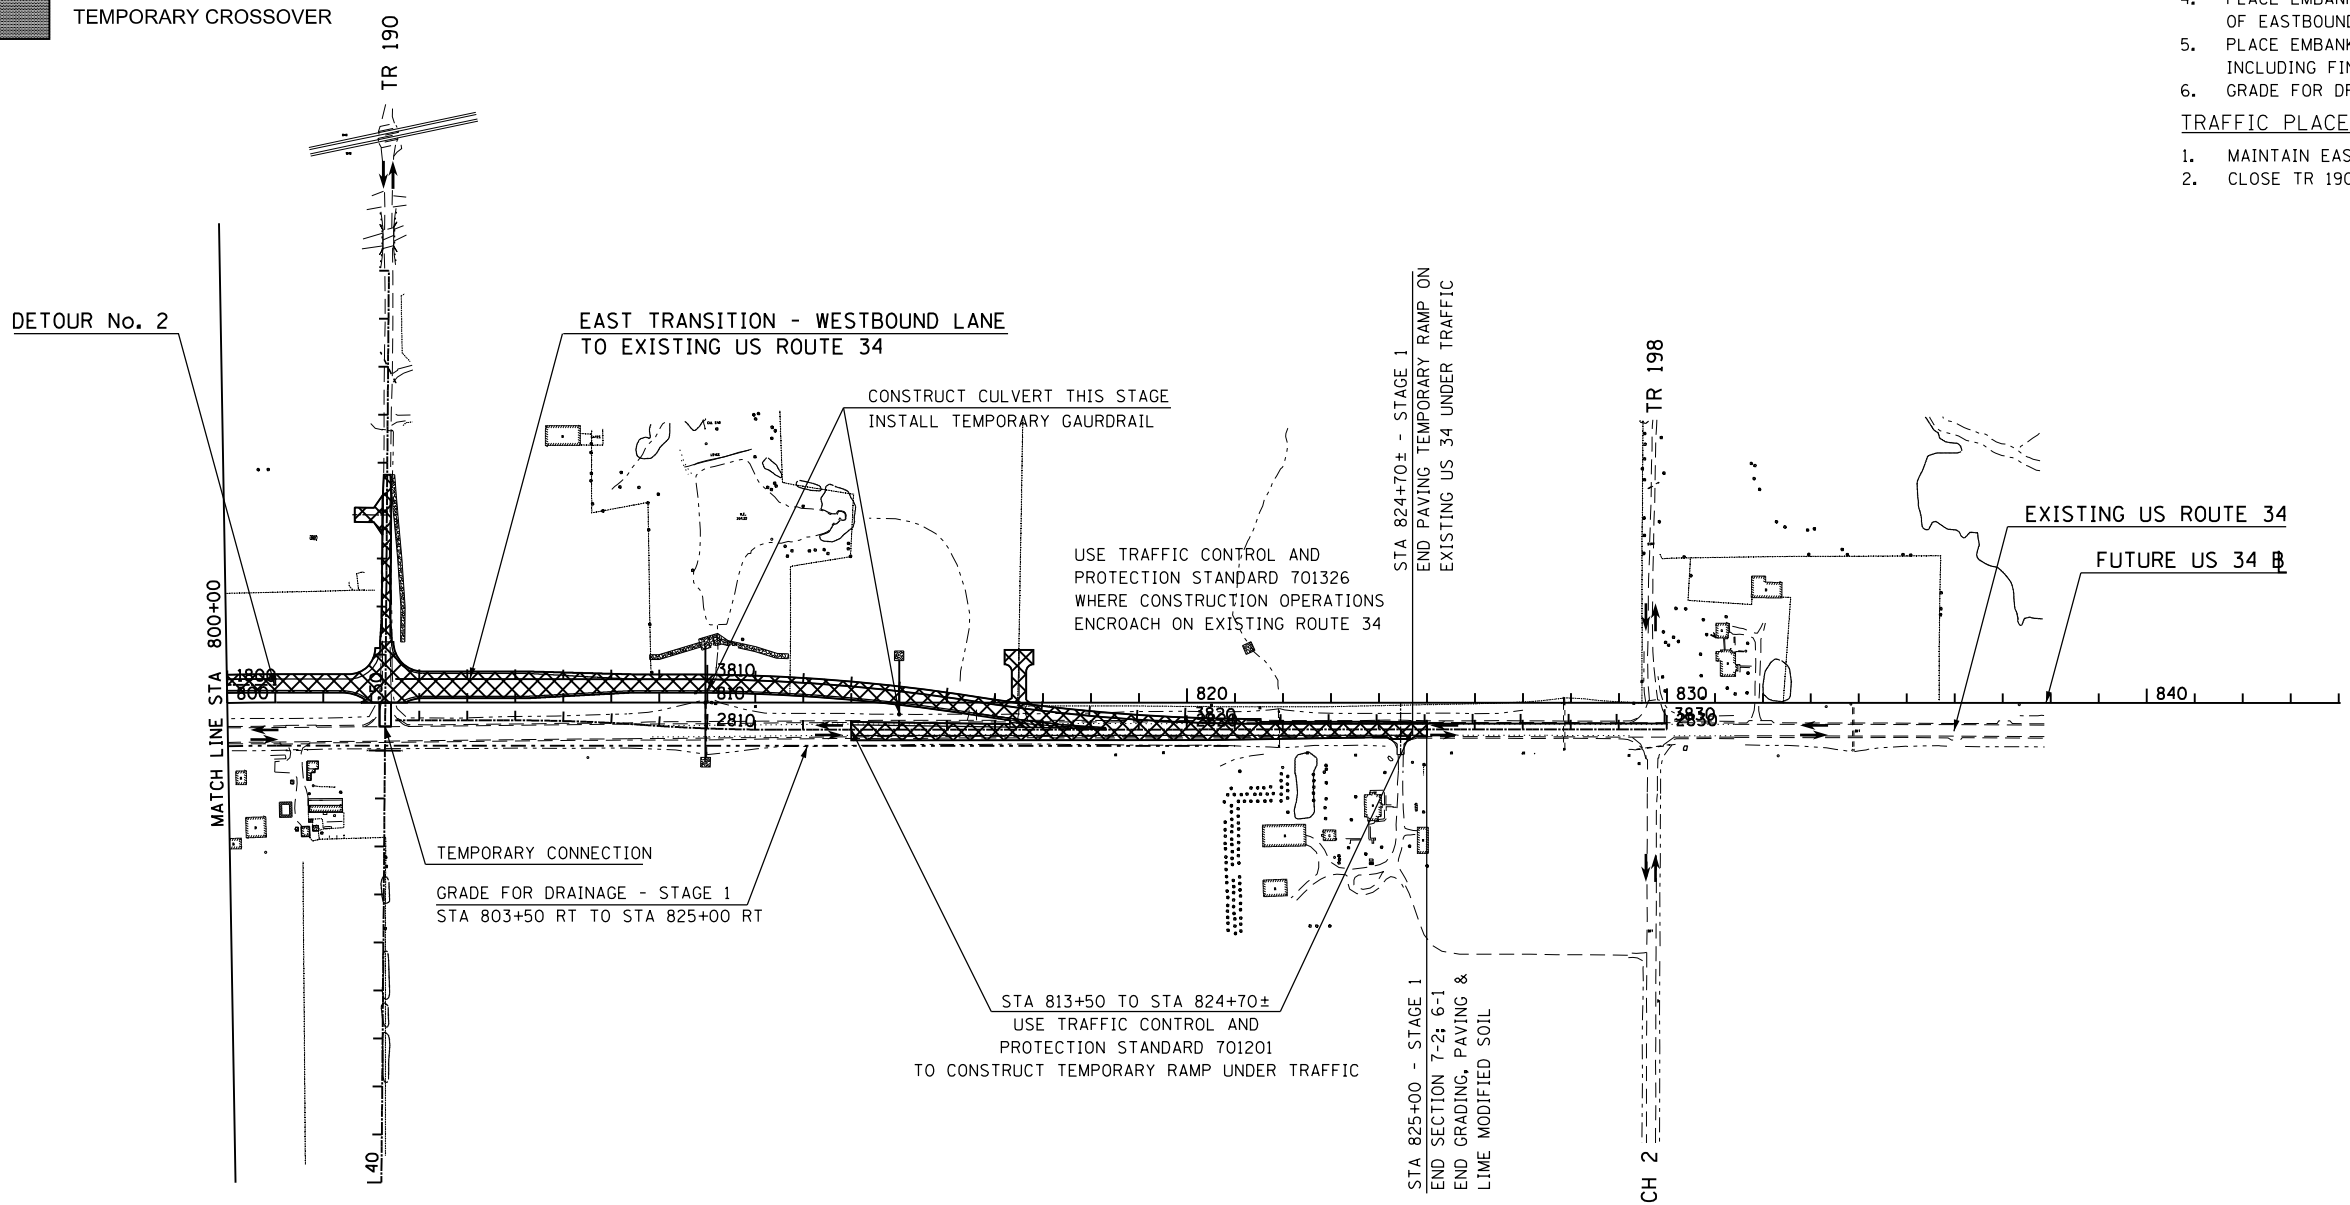 TEMPORARY CROSSOVER
TR 190
4. PLACE EMBAN
OF EASTBOUND
5. PLACE EMBANK
INCLUDING FIN
6. GRADE FOR DR
TRAFFIC PLACE
1. MAINTAIN EAS
2. CLOSE TR 190
DETOUR No. 2
EAST TRANSITION - WESTBOUND LANE
TO EXISTING US ROUTE 34
CONSTRUCT CULVERT THIS STAGE
INSTALL TEMPORARY GAURDRAIL
STA 824+70± - STAGE 1
END PAVING TEMPORARY RAMP ON
EXISTING US 34 UNDER TRAFFIC
TR 198
EXISTING US ROUTE 34
FUTURE US 34 
USE TRAFFIC CONTROL AND
PROTECTION STANDARD 701326
WHERE CONSTRUCTION OPERATIONS
ENCROACH ON EXISTING ROUTE 34
MATCH LINE STA 800+00
1800
800
50
3810
810
2810
820
3820
830
3830
2830
840
TEMPORARY CONNECTION
GRADE FOR DRAINAGE - STAGE 1
STA 803+50 RT TO STA 825+00 RT
STA 813+50 TO STA 824+70±
USE TRAFFIC CONTROL AND
PROTECTION STANDARD 701201
TO CONSTRUCT TEMPORARY RAMP UNDER TRAFFIC
STA 825+00 - STAGE 1
END SECTION 7-2; 6-1
END GRADING, PAVING &
LIME MODIFIED SOIL
L40
CH 2